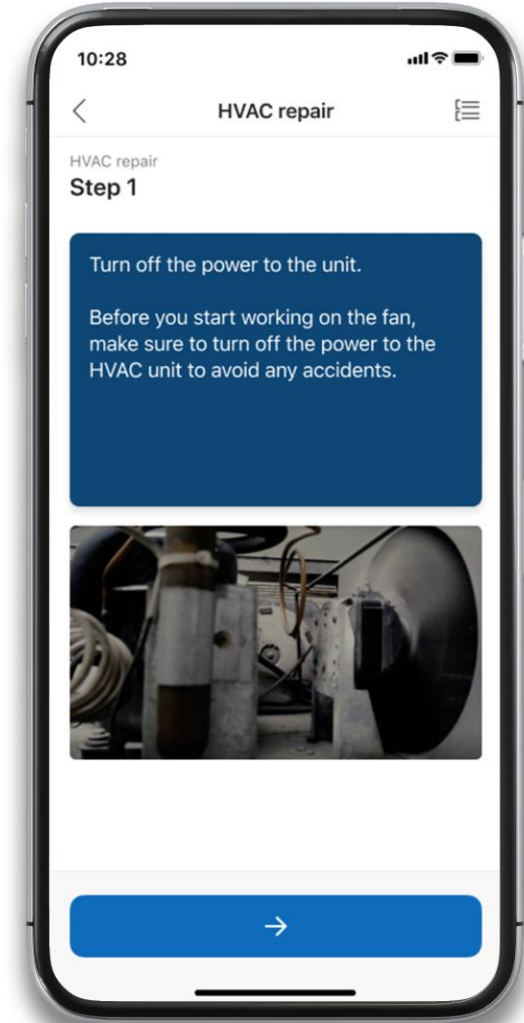 10:28
HVAC repair
HVAC repair
Step 1
Turn off the power to the unit.
Before you start working on the fan,
make sure to turn off the power to the
HVAC unit to avoid any accidents.